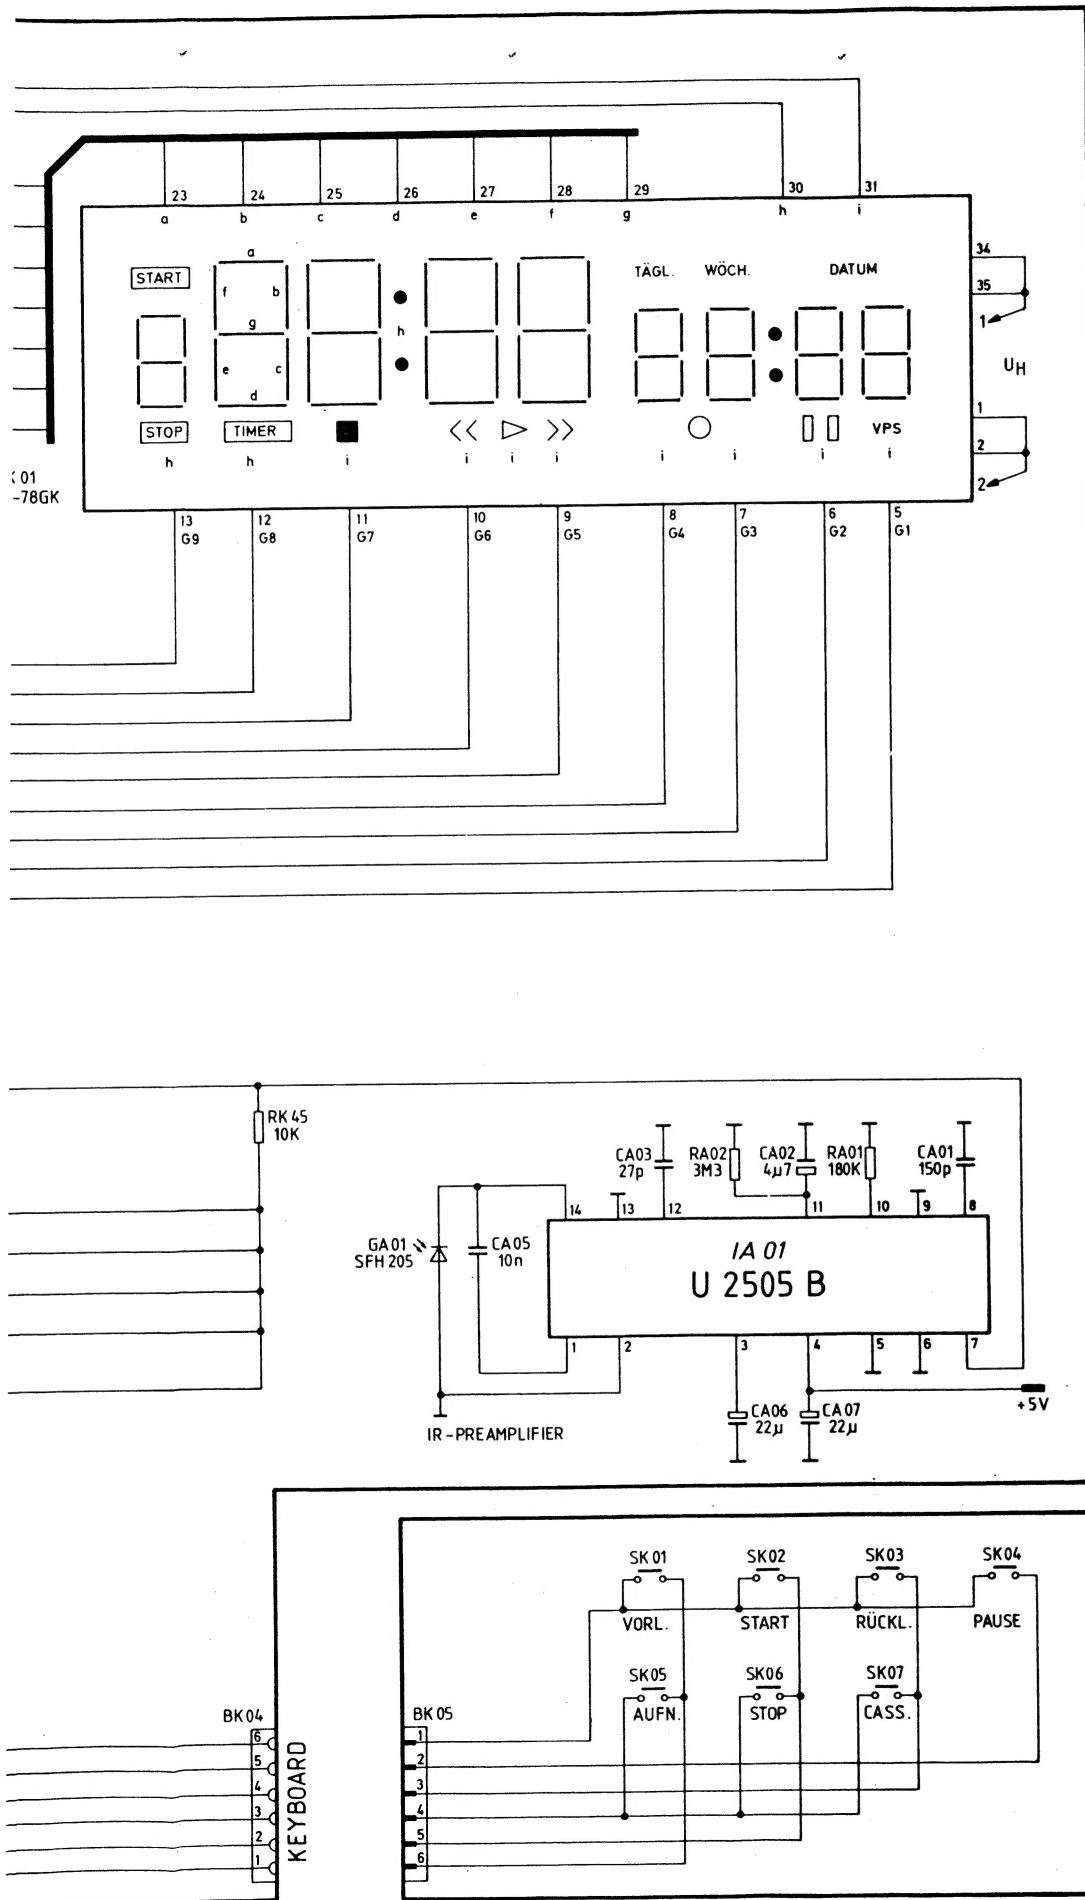 23 24 25 26 27 28 29 30 31
a b c d e f g h i
34
35
1
UH
1
2
2
START
a
f b
g
e c
d
h
TÄGL. WÖCH. DATUM
STOP TIMER VPS
h h i i i i i i i i
K 01
-78GK
13 12 11 10 9 8 7 6 5
G9 G8 G7 G6 G5 G4 G3 G2 G1
RK 45
10K
CA03
27p
RA02
3M3
CA02
4µ7
RA01
180K
CA01
150p
14 13 12 11 10 9 8
GA 01
SFH 205
CA 05
10n
IA 01
U 2505 B
1 2 3 4 5 6 7
CA06
22µ
CA 07
22µ
+5V
IR-PREAMPLIFIER
SK 01 SK02 SK03 SK04
VORL. START RÜCKL. PAUSE
SK05 SK06 SK07
AUFN. STOP CASS.
BK 04
6
5
4
3
2
1
KEYBOARD
BK 05
1
2
3
4
5
6